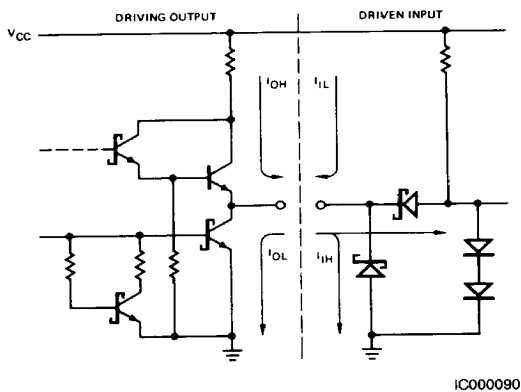 DRIVING OUTPUT
DRIVEN INPUT
VCC
IOH
IIL
IOL
IIH
IC000090